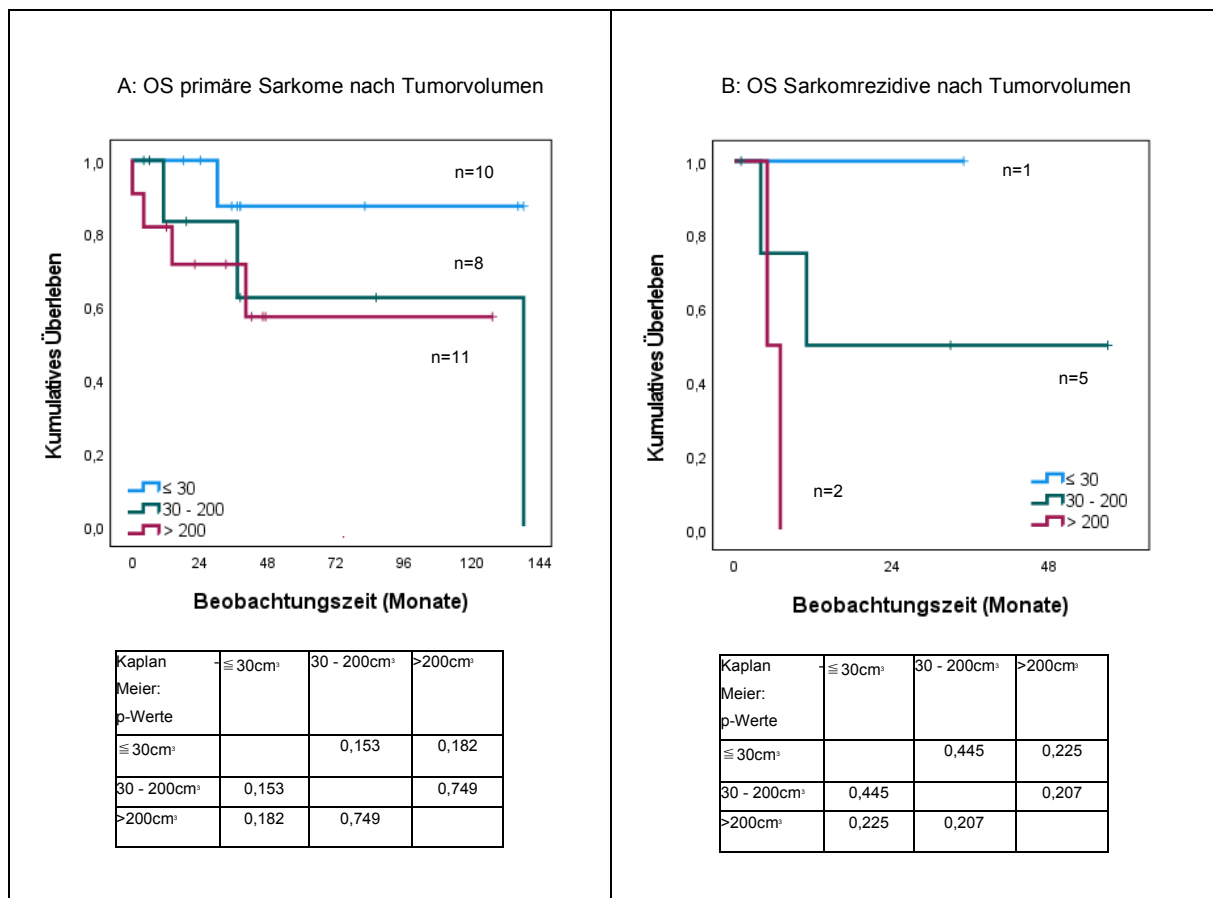 A: OS primäre Sarkome nach Tumorvolumen
Kumulatives Überleben
1,0
0,8
0,6
0,4
0,2
0,0
n=10
n=8
n=11
≤ 30
30 - 200
> 200
0 24 48 72 96 120 144
Beobachtungszeit (Monate)
Kaplan - ≦30cm³ 30 - 200cm³ >200cm³
Meier:
p-Werte
≦30cm³ 0,153 0,182
30 - 200cm³ 0,153 0,749
>200cm³ 0,182 0,749
B: OS Sarkomrezidive nach Tumorvolumen
Kumulatives Überleben
1,0
0,8
0,6
0,4
0,2
0,0
n=1
n=5
n=2
≤ 30
30 - 200
> 200
0 24 48
Beobachtungszeit (Monate)
Kaplan - ≦30cm³ 30 - 200cm³ >200cm³
Meier:
p-Werte
≦30cm³ 0,445 0,225
30 - 200cm³ 0,445 0,207
>200cm³ 0,225 0,207